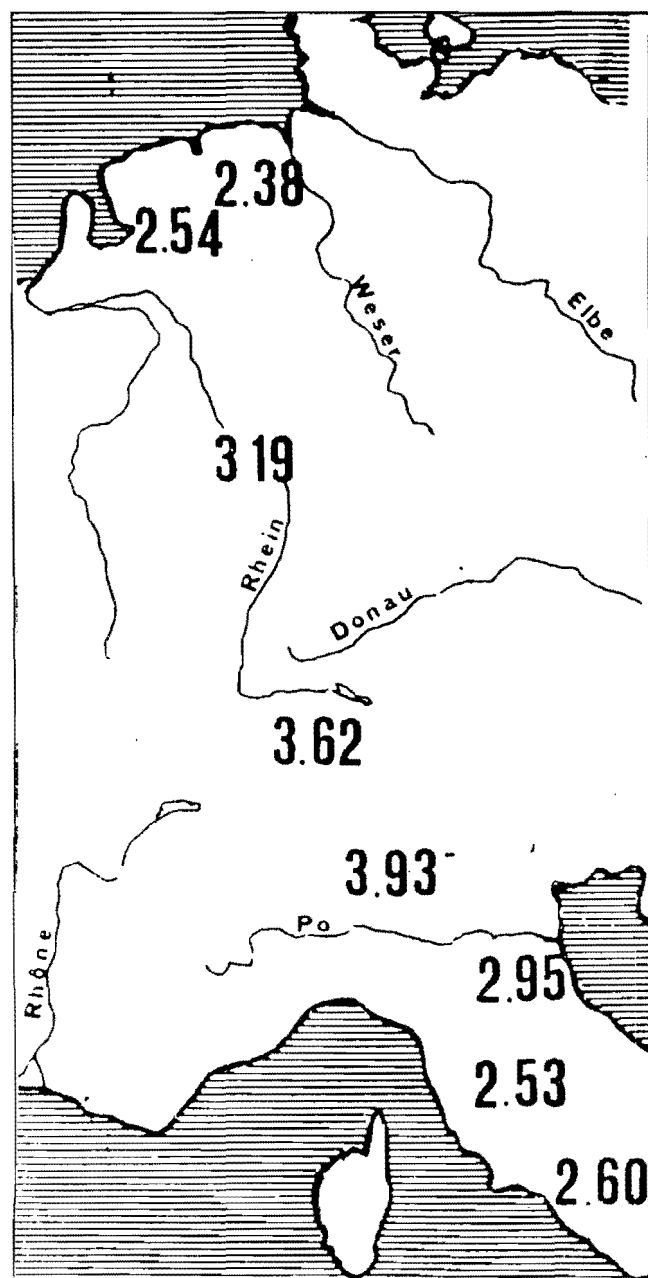 2.38
2.54
Weser
Elbe
3 19
Rhein
Donau
3.62
3.93
Po
Rhône
2.95
2.53
2.60